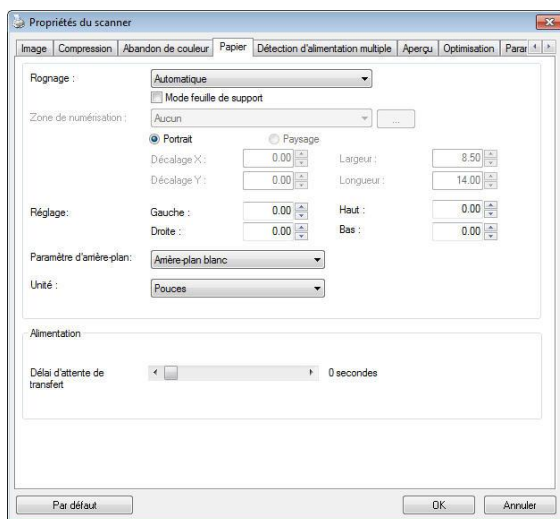 Propriétés du scanner
Image Compression Abandon de couleur Papier Détection d'alimentation multiple Aperçu Optimisation Parar
Rognage : Automatique
Mode feuille de support
Zone de numérisation : Aucun ...
Portrait Paysage
Décalage X : 0.00 Largeur : 8.50
Décalage Y : 0.00 Longueur : 14.00
Réglage: Gauche : 0.00 Haut : 0.00
Droite : 0.00 Bas : 0.00
Paramètre d'arrière-plan: Arrière-plan blanc
Unité : Pouces
Alimentation
Délai d'attente de transfert 0 secondes
Par défaut OK Annuler